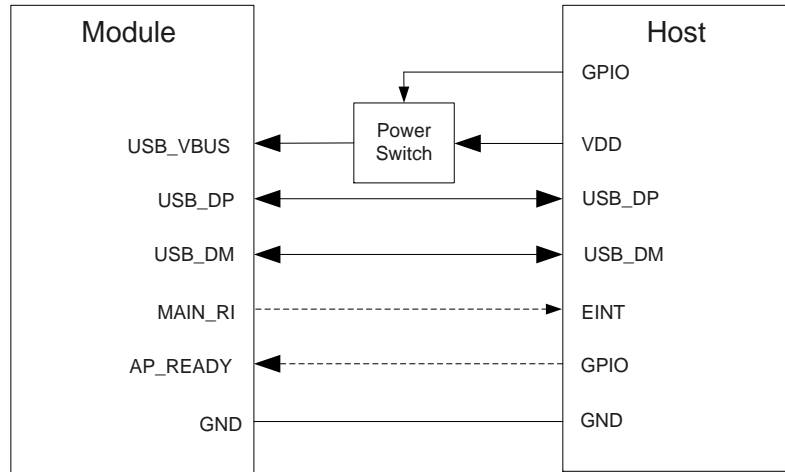 Module
Host
GPIO
Power
Switch
USB_VBUS
VDD
USB_DP
USB_DP
USB_DM
USB_DM
MAIN_RI
EINT
AP_READY
GPIO
GND
GND